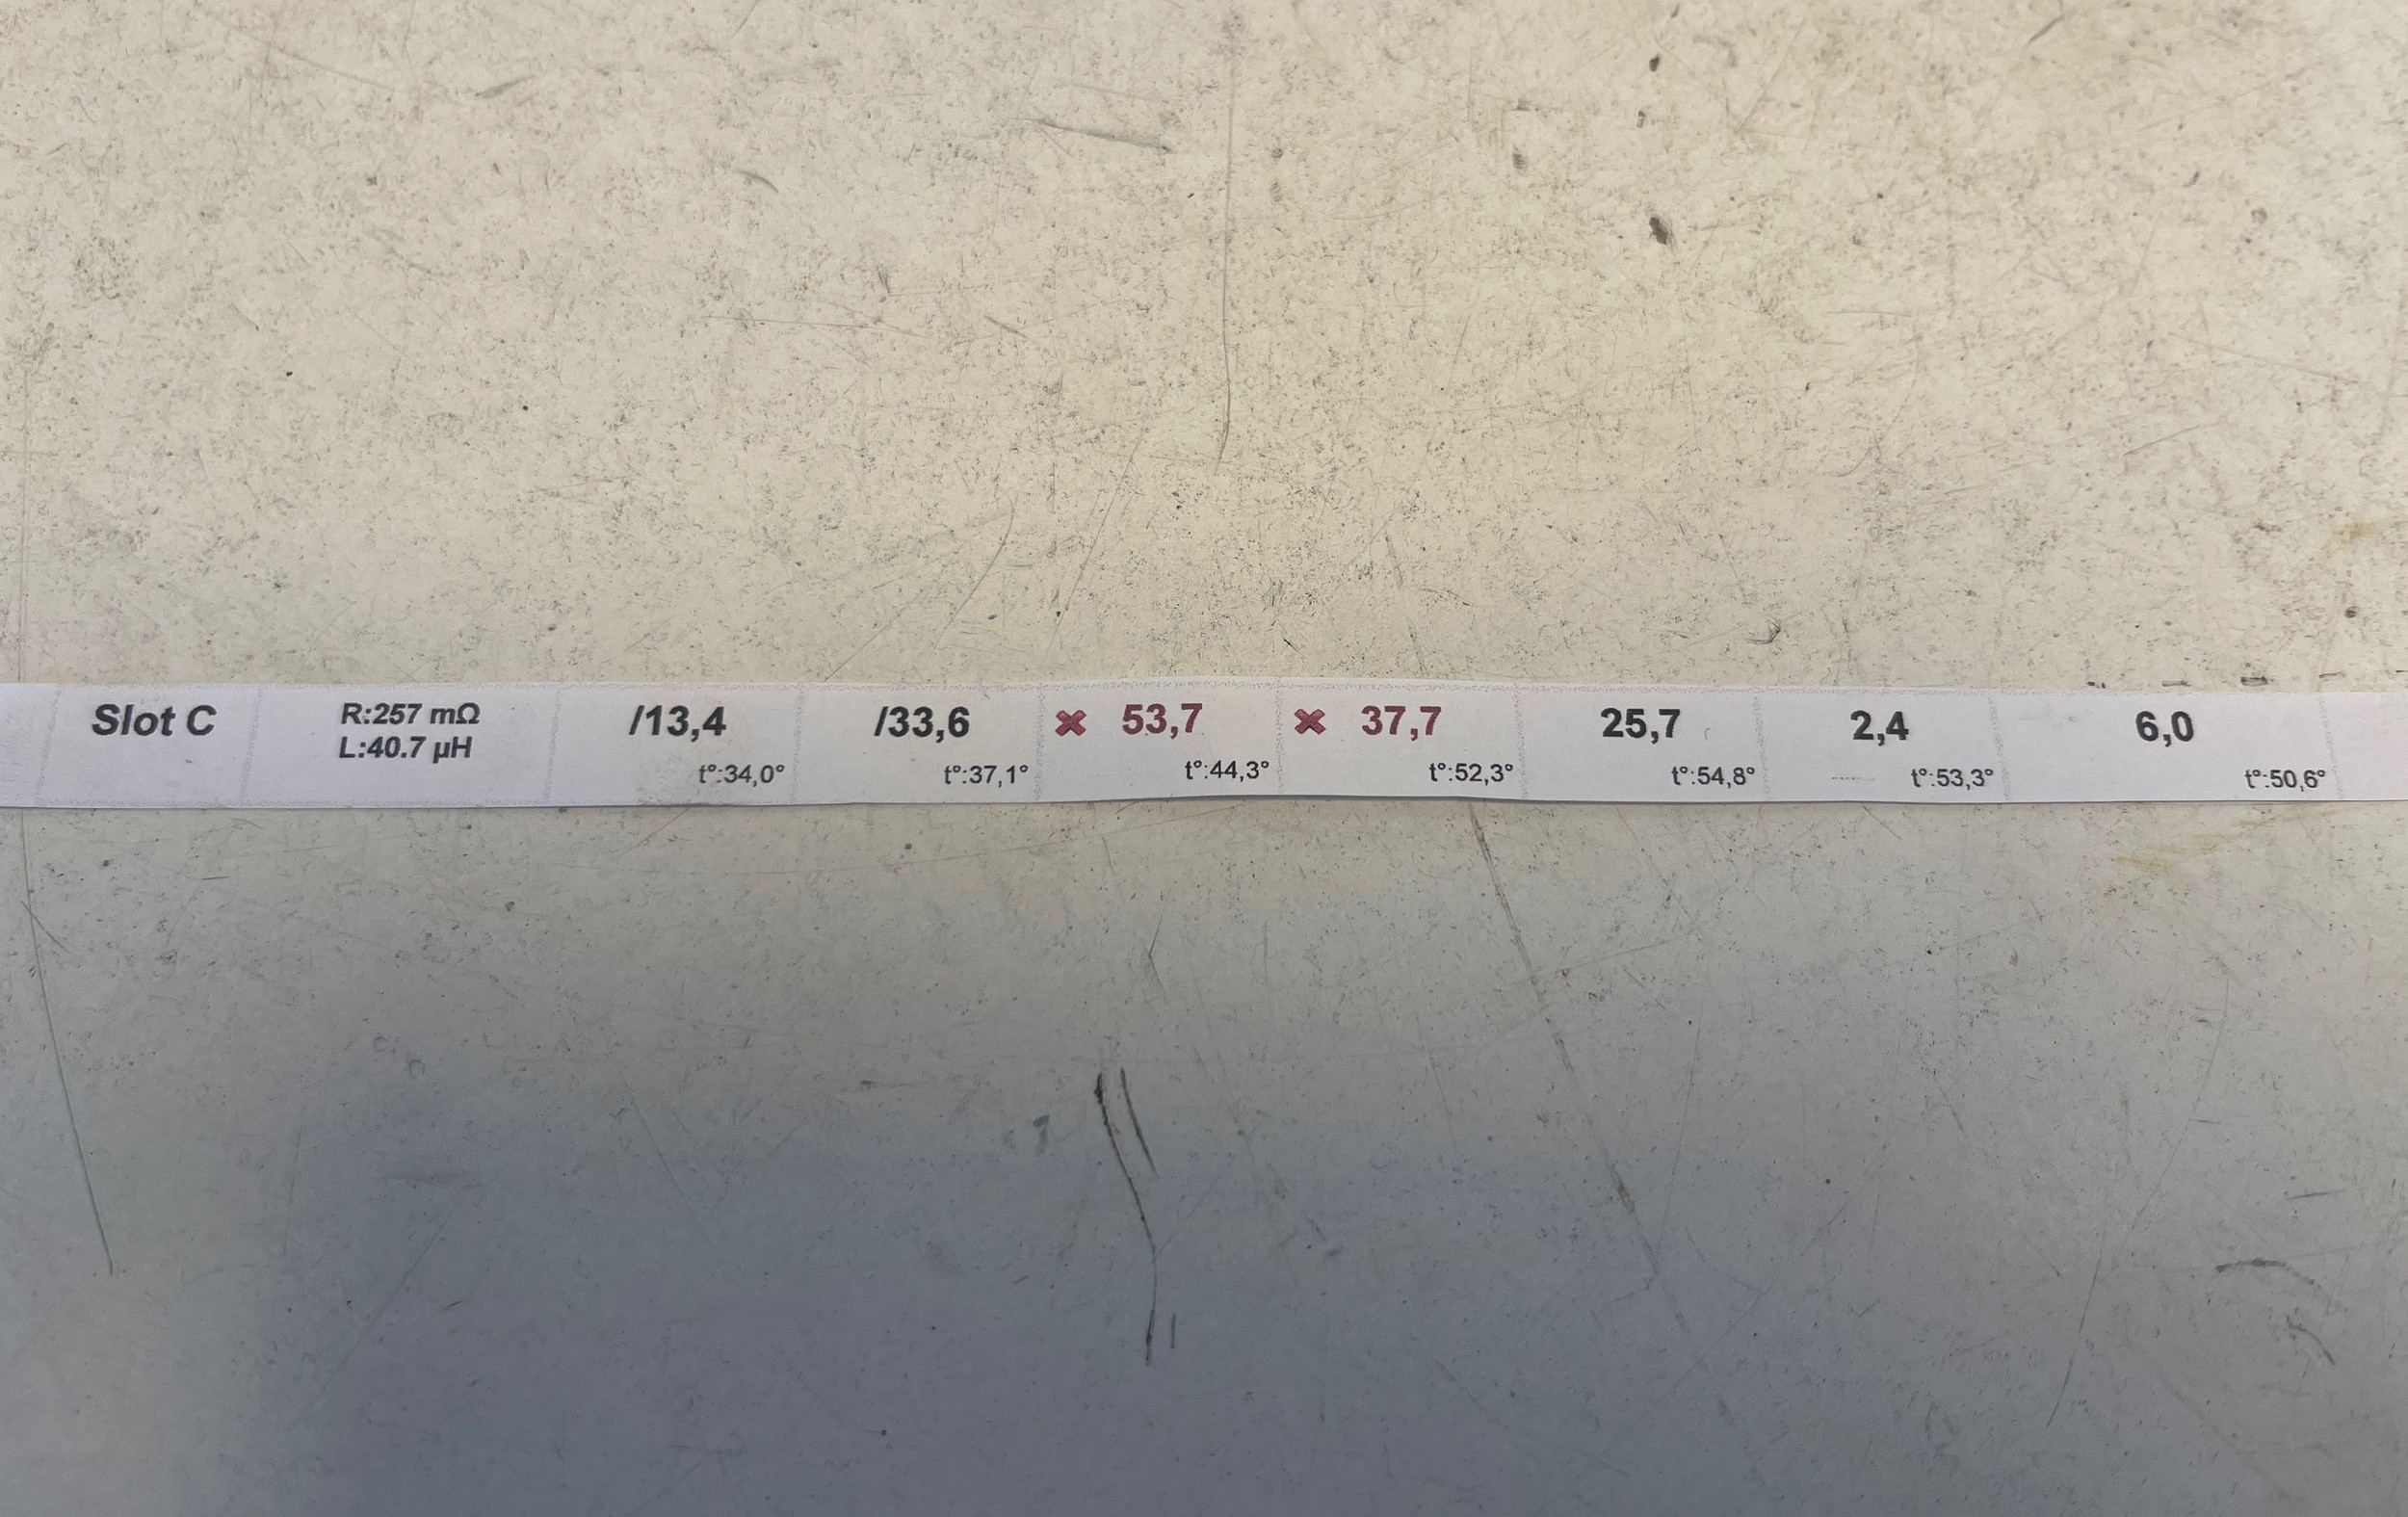 Slot C
R:257 mΩ
L:40.7 µH
/13,4
t°:34,0°
/33,6
t°:37,1°
53,7
t°:44,3°
37,7
t°:52,3°
25,7
t°:54,8°
2,4
t°:53,3°
6,0
t°:50,6°